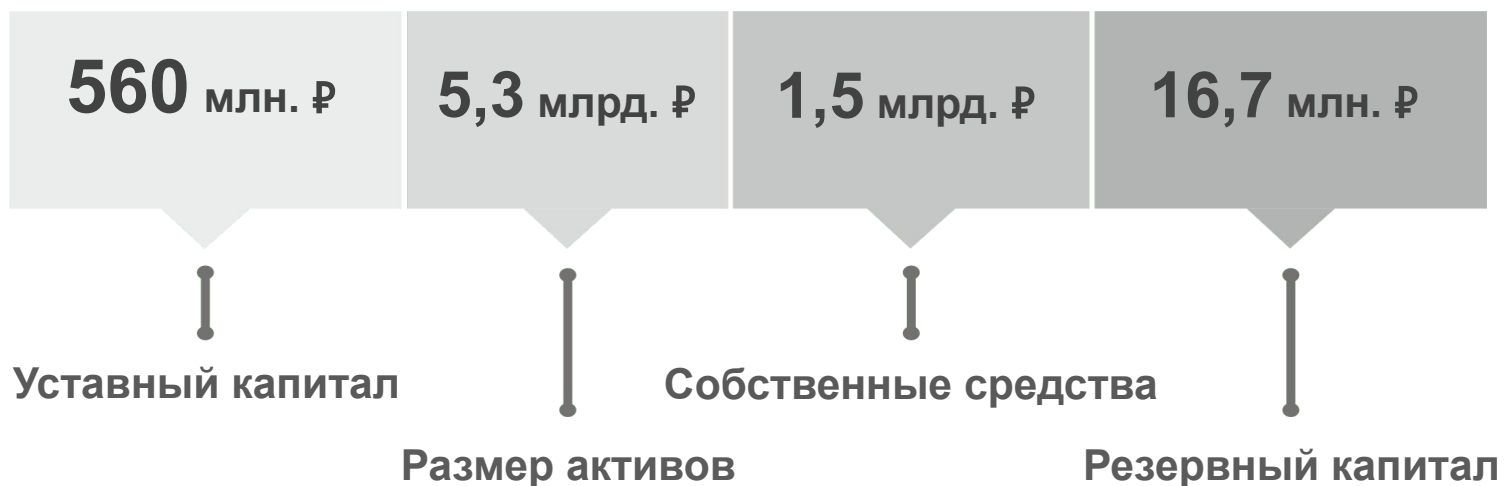 560 млн. ₽
5,3 млрд. ₽
1,5 млрд. ₽
16,7 млн. ₽
Уставный капитал
Собственные средства
Размер активов
Резервный капитал